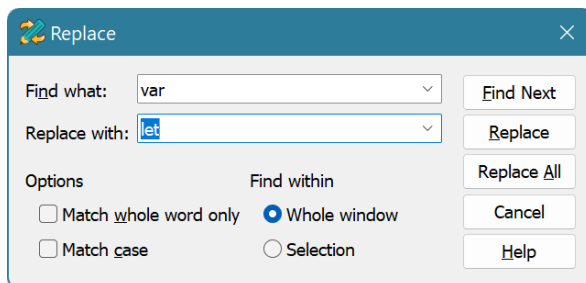 Replace
Find what: var
Find Next
Replace with: let
Replace
Replace All
Options
Find within
Match whole word only
Whole window
Cancel
Match case
Selection
Help